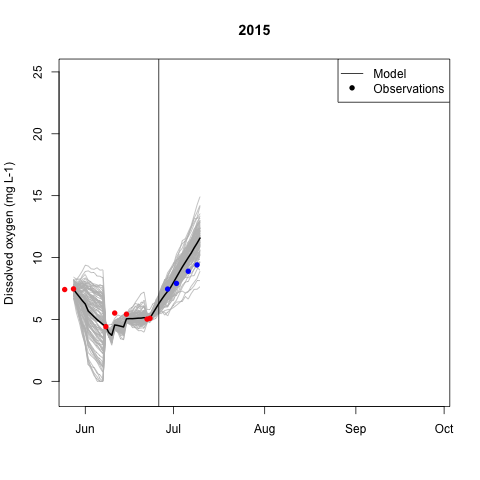 2015
Model
Observations
Dissolved oxygen (mg L-1)
25
20
15
10
5
0
Jun
Jul
Aug
Sep
Oct